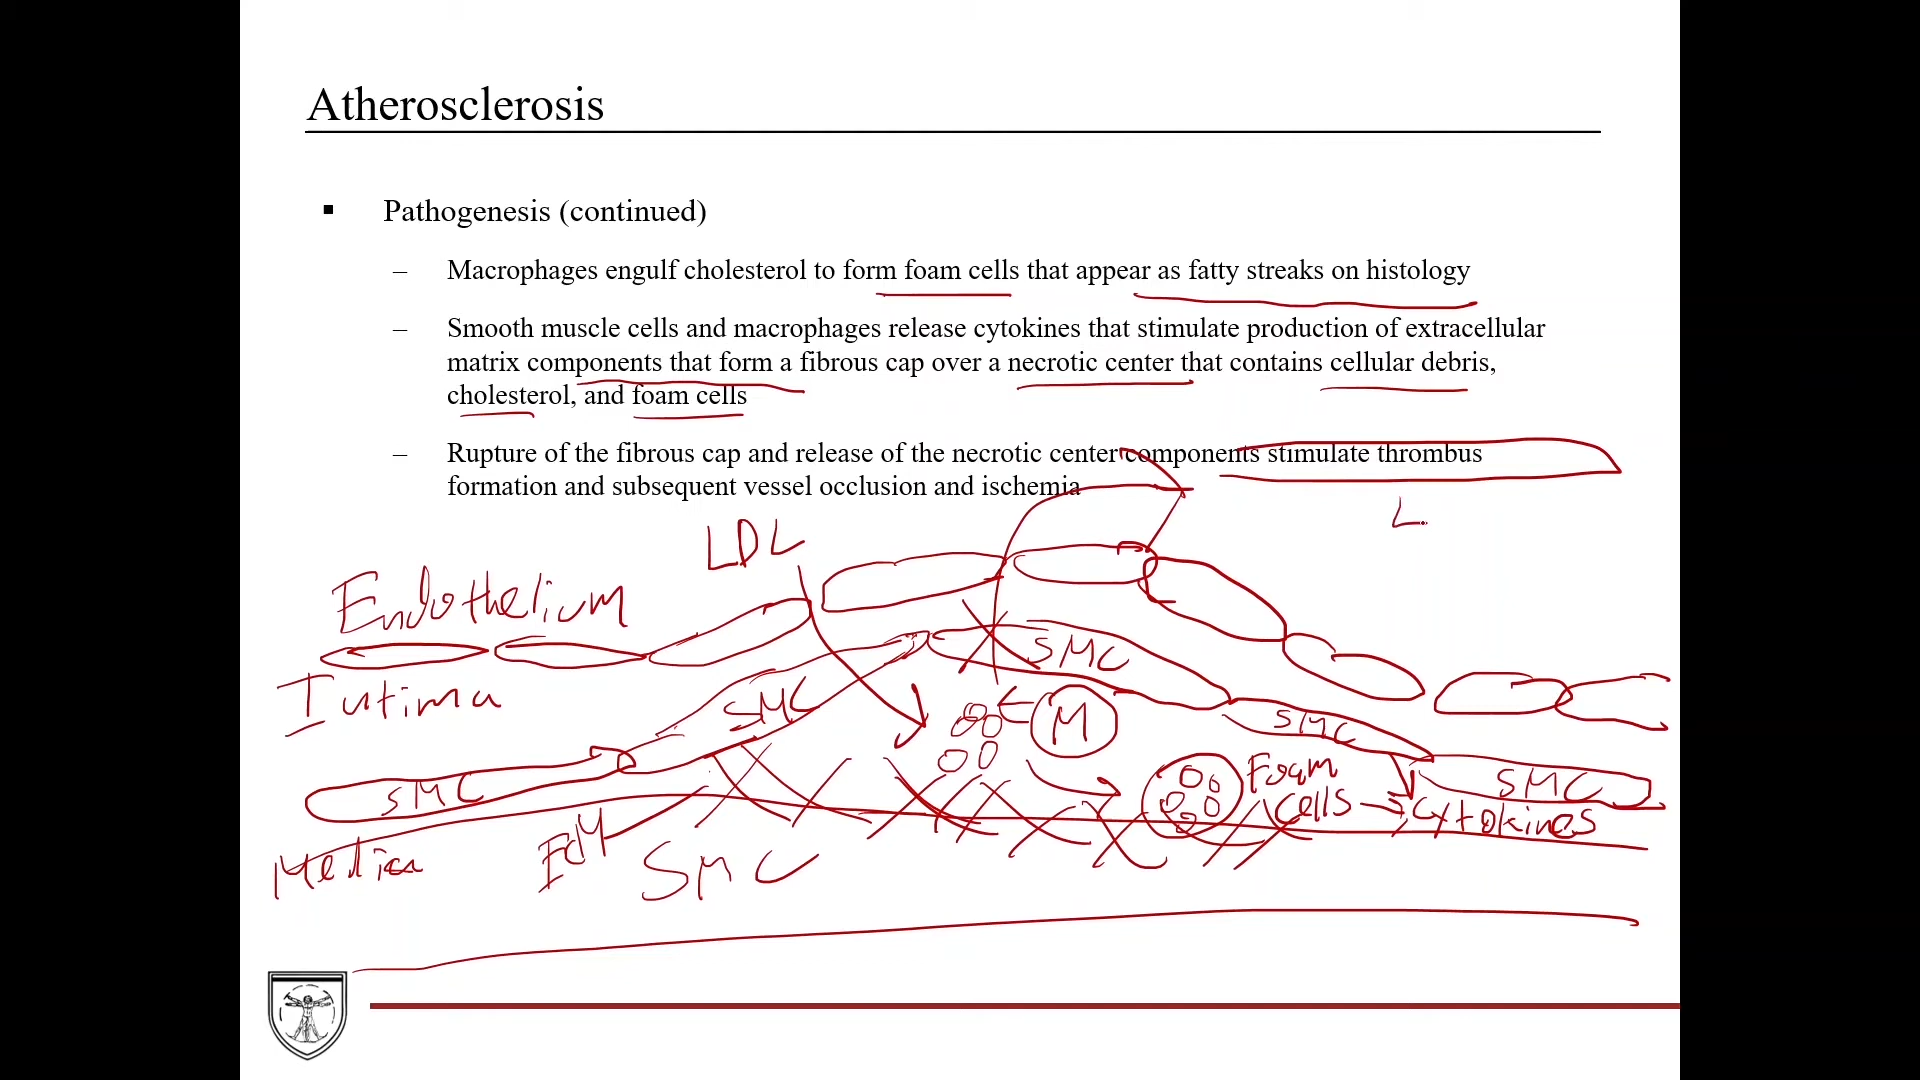 Atherosclerosis
▪ Pathogenesis (continued)
– Macrophages engulf cholesterol to form foam cells that appear as fatty streaks on histology
– Smooth muscle cells and macrophages release cytokines that stimulate production of extracellular
matrix components that form a fibrous cap over a necrotic center that contains cellular debris,
cholesterol, and foam cells
– Rupture of the fibrous cap and release of the necrotic center components stimulate thrombus
formation and subsequent vessel occlusion and ischemia
L
LDL
Endothelium
Intima
SMC
SMC
SMC
SMC
SMC
M
Foam
Cells → Cytokines
ECM
Media
SMC